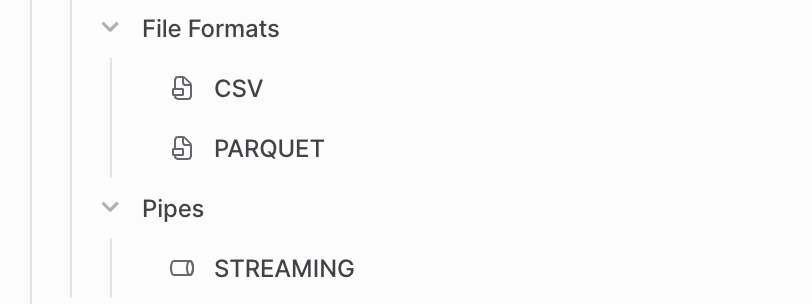 File Formats
CSV
PARQUET
Pipes
STREAMING